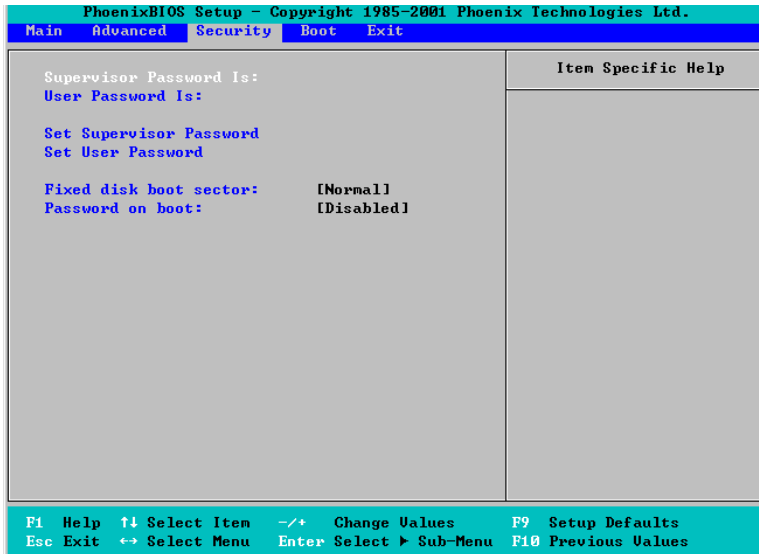 PhoenixBIOS Setup - Copyright 1985-2001 Phoenix Technologies Ltd.
Main Advanced Security Boot Exit
Item Specific Help
Supervisor Password Is:
User Password Is:
Set Supervisor Password
Set User Password
Fixed disk boot sector: [Normal]
Password on boot: [Disabled]
F1 Help ↑↓ Select Item -/+ Change Values F9 Setup Defaults
Esc Exit ↔ Select Menu Enter Select ▶ Sub-Menu F10 Previous Values